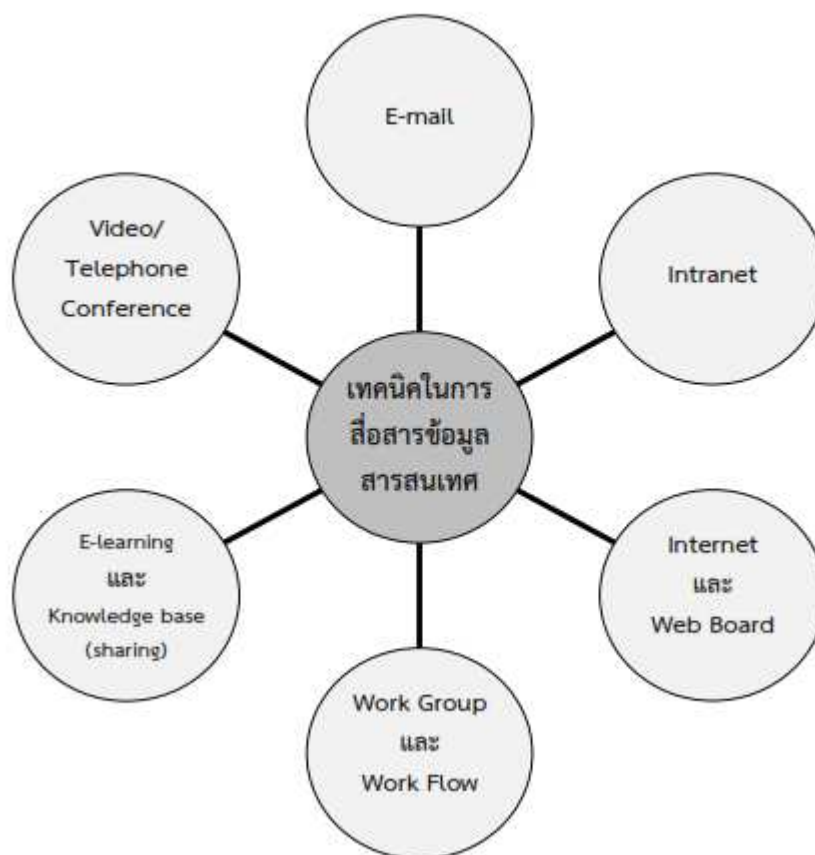 E-mail
Video/
Telephone
Conference
Intranet
เทคนิคในการ
สื่อสารข้อมูล
สารสนเทศ
E-learning
และ
Knowledge base
(sharing)
Internet
และ
Web Board
Work Group
และ
Work Flow